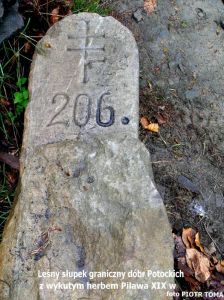 206.
Leśny słupek graniczny dóbr Potockich
z wykutym herbem Pilawa XIX w
foto PIOTR TOMA